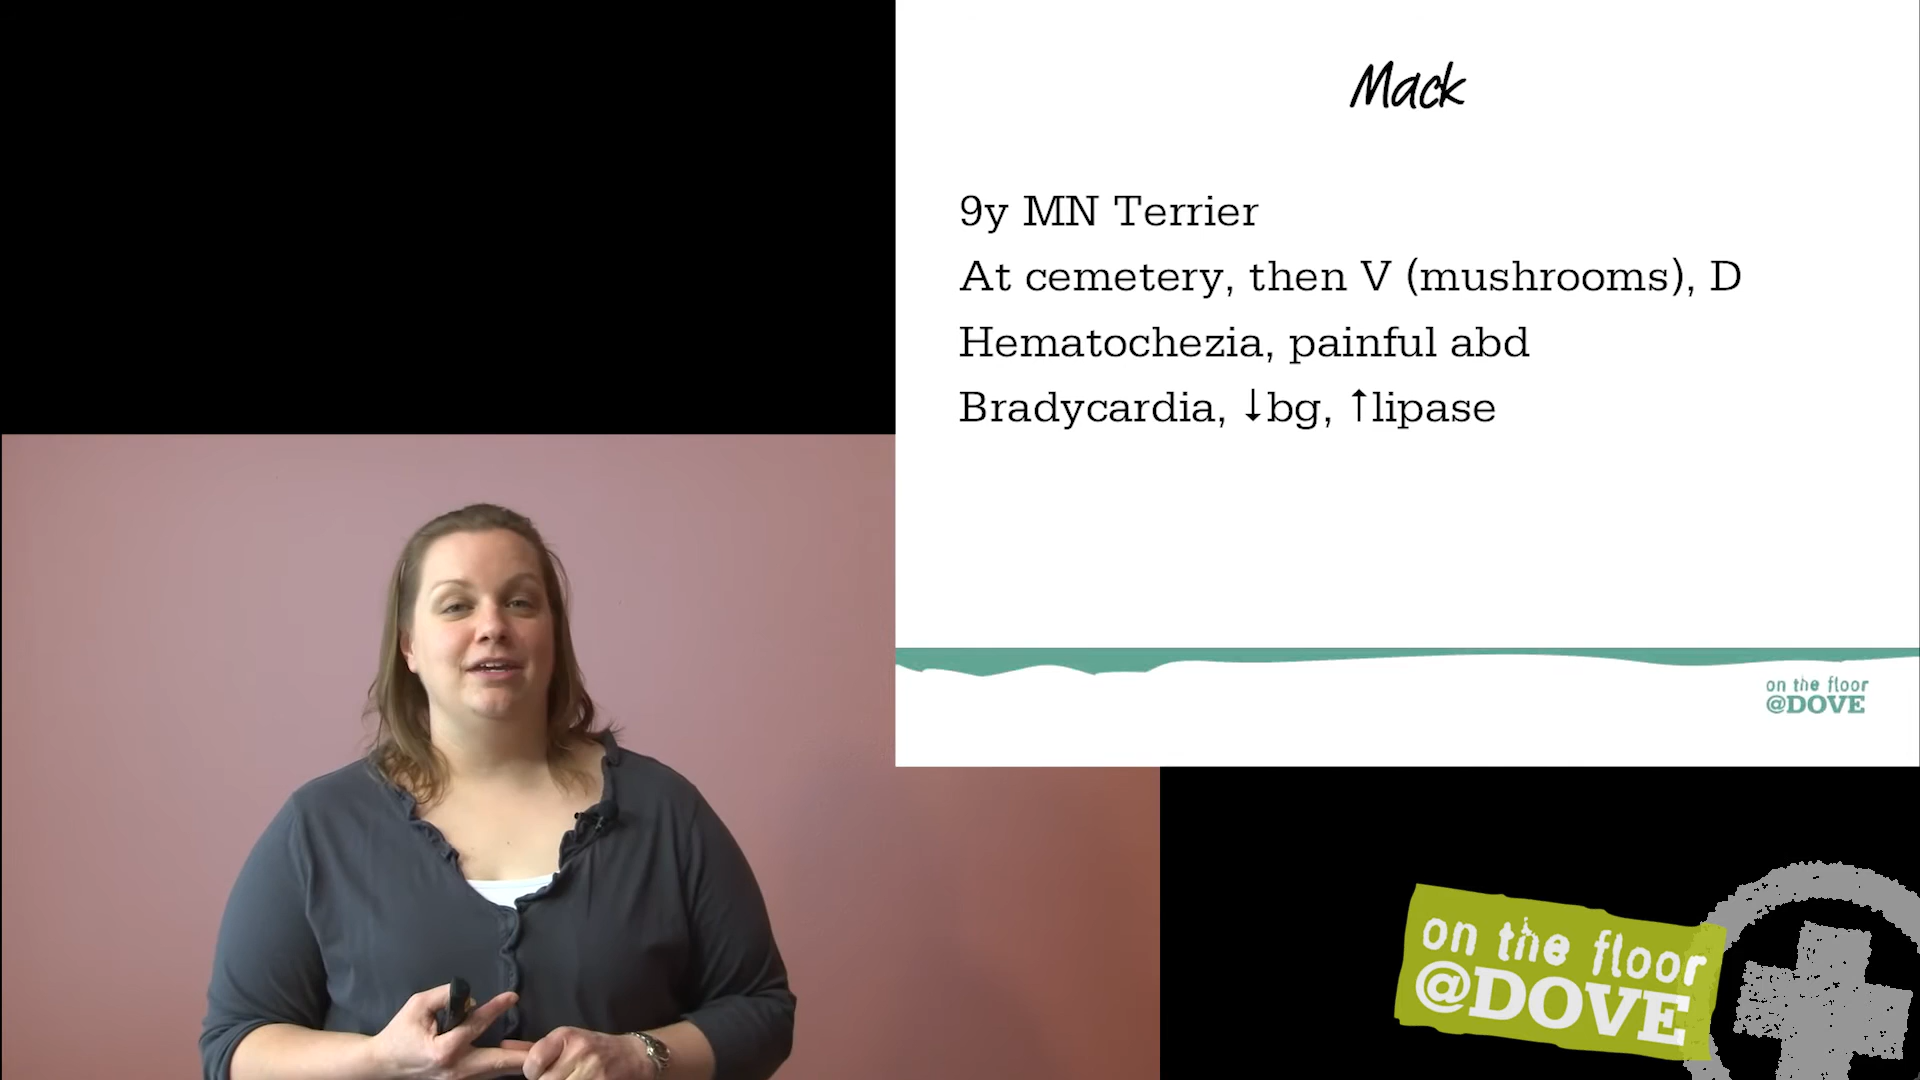 Mack
9y MN Terrier
At cemetery, then V (mushrooms), D
Hematochezia, painful abd
Bradycardia, ↓bg, ↑lipase
on the floor
@DOVE
on the floor
@DOVE